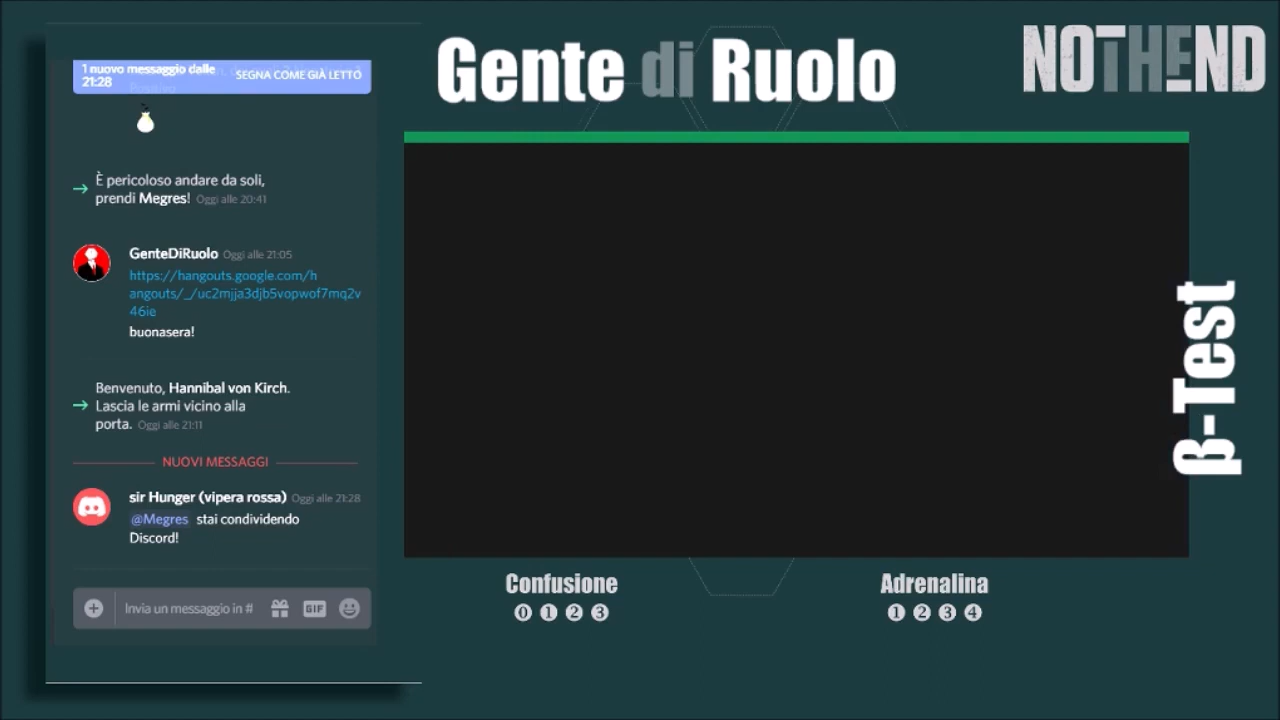 Gente di Ruolo
NOTHEND
1 nuovo messaggio dalle
21:28
SEGNA COME GIÀ LETTO
È pericoloso andare da soli,
prendi Megres! Oggi alle 20:41
GenteDiRuolo Oggi alle 21:05
https://hangouts.google.com/h
angouts/_/uc2mjja3djb5vopwof7mq2v
46ie
buonasera!
Benvenuto, Hannibal von Kirch.
Lascia le armi vicino alla
porta. Oggi alle 21:11
NUOVI MESSAGGI
sir Hunger (vipera rossa) Oggi alle 21:28
@Megres stai condividendo
Discord!
Invia un messaggio in #
GIF
β-Test
Confusione
0 1 2 3
Adrenalina
1 2 3 4